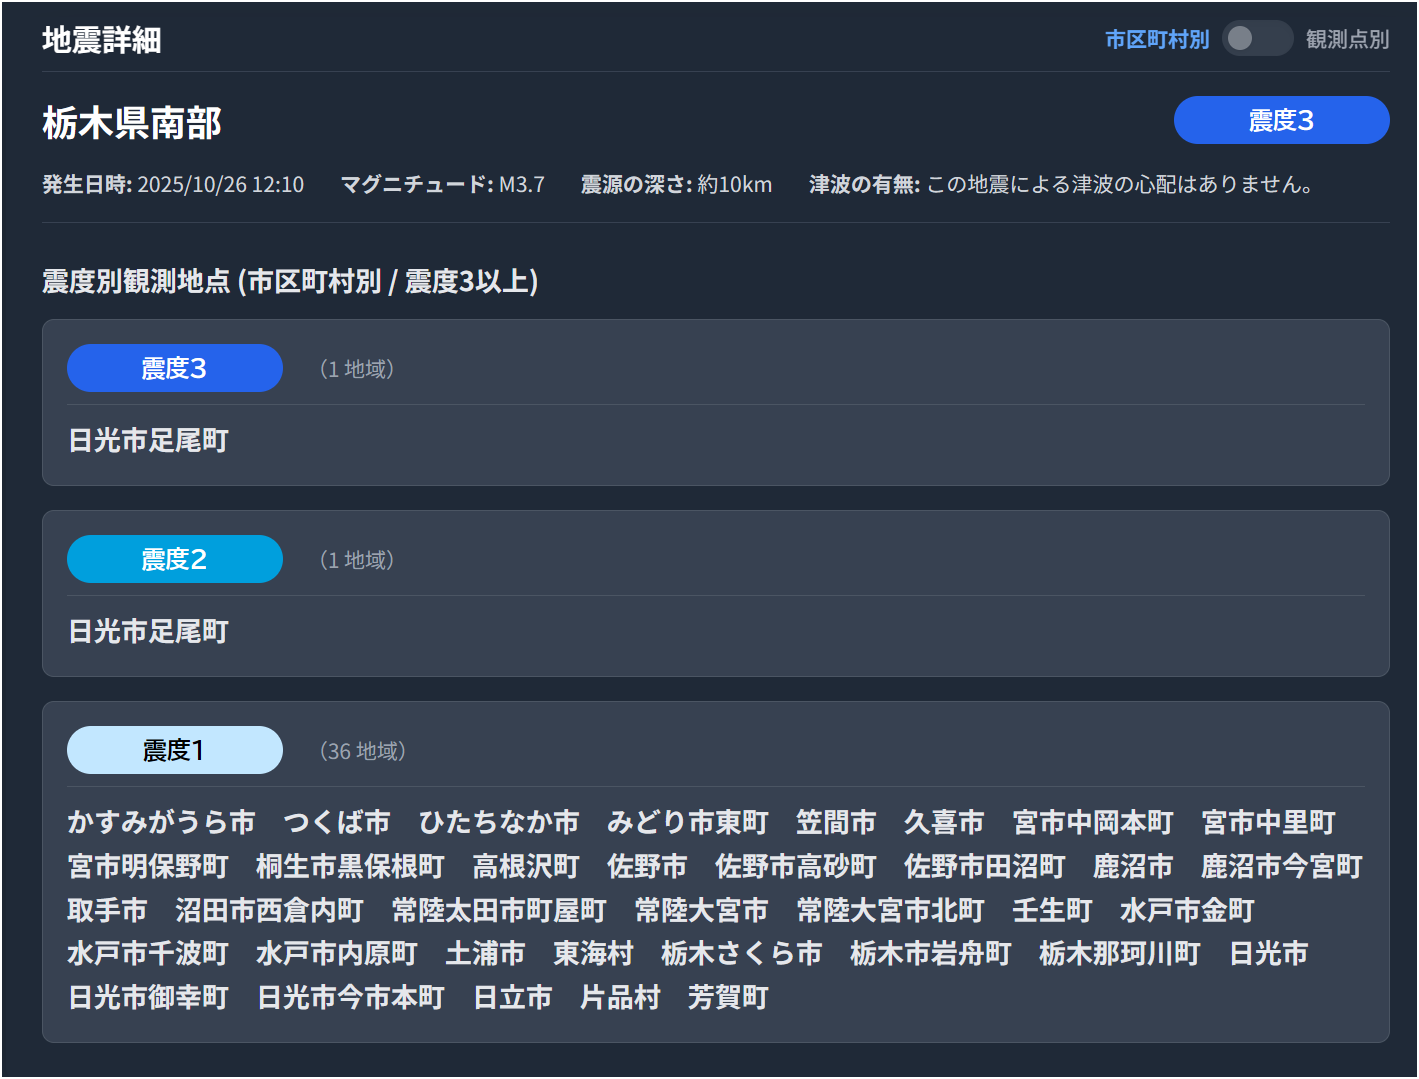 地震詳細
市区町村別 観測点別
栃木県南部
震度3
発生日時: 2025/10/26 12:10 マグニチュード: M3.7 震源の深さ: 約10km 津波の有無: この地震による津波の心配はありません。
震度別観測地点 (市区町村別 / 震度3以上)
震度3 （1 地域）
日光市足尾町
震度2 （1 地域）
日光市足尾町
震度1 （36 地域）
かすみがうら市 つくば市 ひたちなか市 みどり市東町 笠間市 久喜市 宮市中岡本町 宮市中里町
宮市明保野町 桐生市黒保根町 高根沢町 佐野市 佐野市高砂町 佐野市田沼町 鹿沼市 鹿沼市今宮町
取手市 沼田市西倉内町 常陸太田市町屋町 常陸大宮市 常陸大宮市北町 壬生町 水戸市金町
水戸市千波町 水戸市内原町 土浦市 東海村 栃木さくら市 栃木市岩舟町 栃木那珂川町 日光市
日光市御幸町 日光市今市本町 日立市 片品村 芳賀町